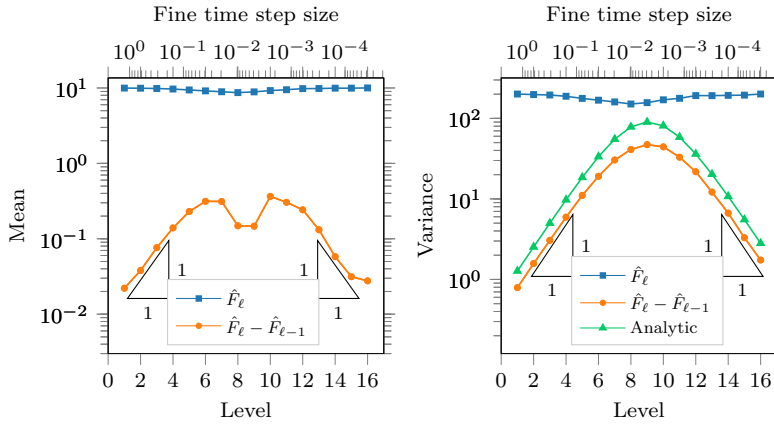 Fine time step size
10^0 10^{-1} 10^{-2} 10^{-3} 10^{-4}
10^1
10^0
10^{-1}
10^{-2}
Mean
1
1
1
1
F̂_ℓ
F̂_ℓ − F̂_{ℓ−1}
0 2 4 6 8 10 12 14 16
Level
Fine time step size
10^0 10^{-1} 10^{-2} 10^{-3} 10^{-4}
10^2
10^1
10^0
Variance
1
1
1
1
F̂_ℓ
F̂_ℓ − F̂_{ℓ−1}
Analytic
0 2 4 6 8 10 12 14 16
Level